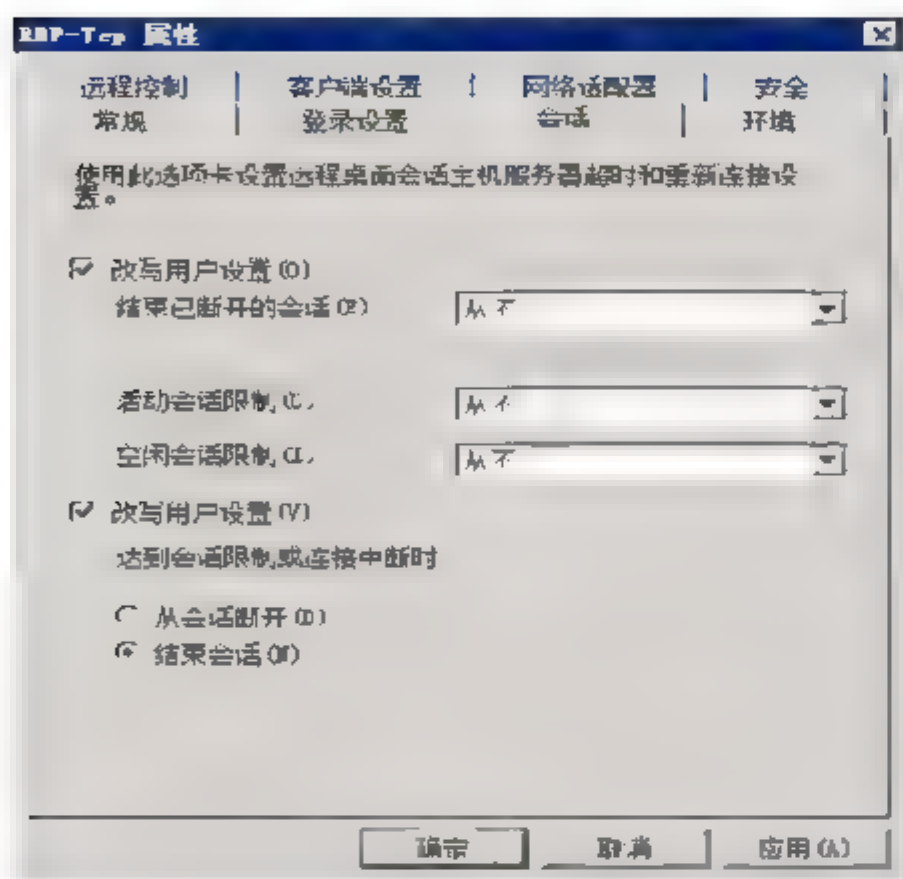 RDP-Tcp 属性
远程控制 客户端设置 网络适配器 安全
常规 登录设置 会话 环境
使用此选项卡设置远程桌面会话主机服务器超时和重新连接设
置。
改写用户设置(O)
结束已断开的会话(E) 从不
活动会话限制 从不
空闲会话限制(I) 从不
改写用户设置(V)
达到会话限制或连接中断时
从会话断开(D)
结束会话(N)
确定 取消 应用(A)